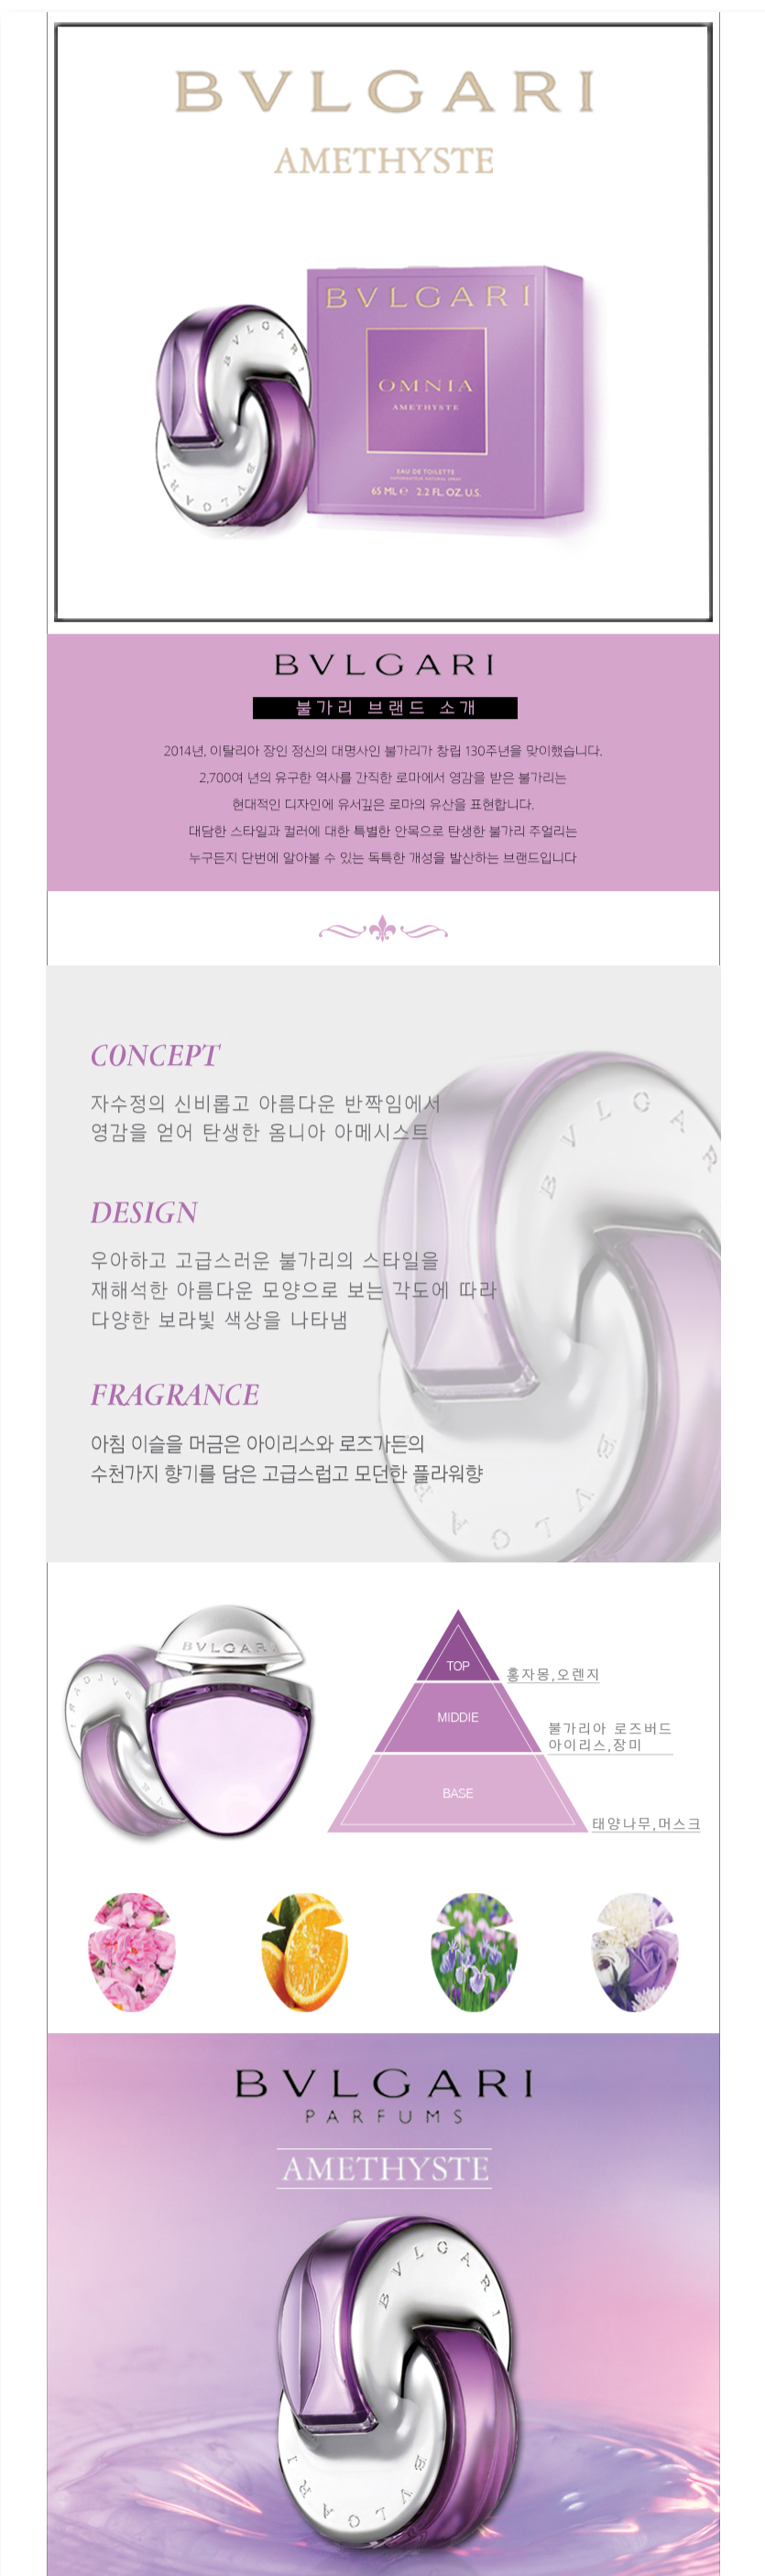 BVLGARI
AMETHYSTE
BVLGARI
OMNIA
AMETHYSTE
EAU DE TOILETTE
VAPORISATEUR NATURAL SPRAY
65 ML e 2.2 FL. OZ. U.S.
BVLGARI
BVLGARI
BVLGARI
불가리 브랜드 소개
2014년, 이탈리아 장인 정신의 대명사인 불가리가 창립 130주년을 맞이했습니다.
2,700여 년의 유구한 역사를 간직한 로마에서 영감을 받은 불가리는
현대적인 디자인에 유서깊은 로마의 유산을 표현합니다.
대담한 스타일과 컬러에 대한 특별한 안목으로 탄생한 불가리 주얼리는
누구든지 단번에 알아볼 수 있는 독특한 개성을 발산하는 브랜드입니다
CONCEPT
자수정의 신비롭고 아름다운 반짝임에서
영감을 얻어 탄생한 옴니아 아메시스트
DESIGN
우아하고 고급스러운 불가리의 스타일을
재해석한 아름다운 모양으로 보는 각도에 따라
다양한 보라빛 색상을 나타냄
FRAGRANCE
아침 이슬을 머금은 아이리스와 로즈가든의
수천가지 향기를 담은 고급스럽고 모던한 플라워향
BVLGAR
BVLGA
BVLGARI
TOP
홍자몽,오렌지
MIDDIE
불가리아 로즈버드
아이리스,장미
BASE
태양나무,머스크
BVLGARI
PARFUMS
AMETHYSTE
BVLGARI
BVLGARI